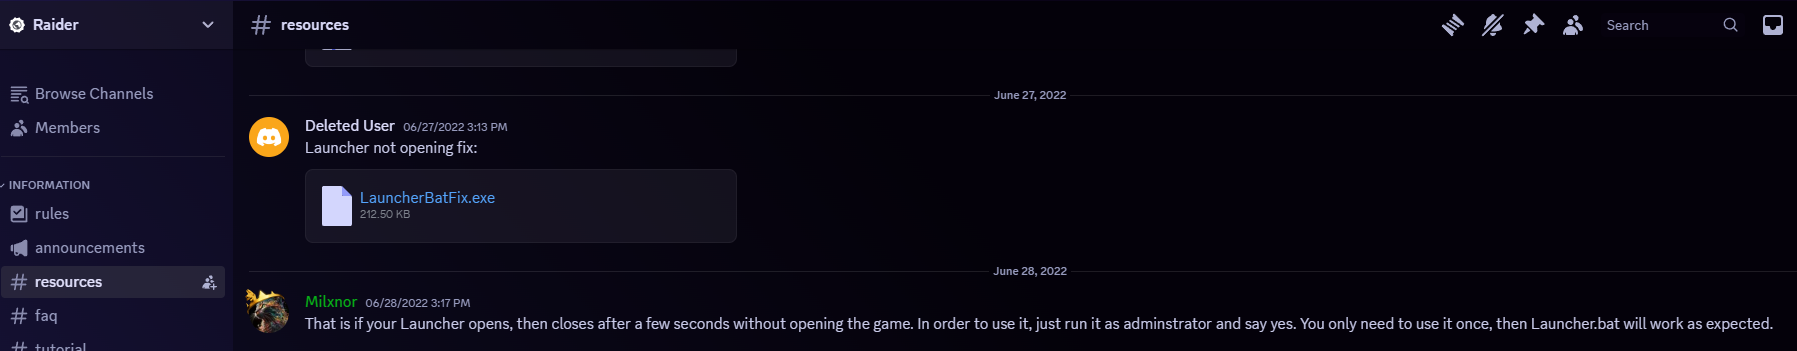 Raider
# resources
Search
Browse Channels
Members
INFORMATION
rules
announcements
resources
faq
tutorial
June 27, 2022
Deleted User 06/27/2022 3:13 PM
Launcher not opening fix:
LauncherBatFix.exe
212.50 KB
June 28, 2022
Milxnor 06/28/2022 3:17 PM
That is if your Launcher opens, then closes after a few seconds without opening the game. In order to use it, just run it as adminstrator and say yes. You only need to use it once, then Launcher.bat will work as expected.